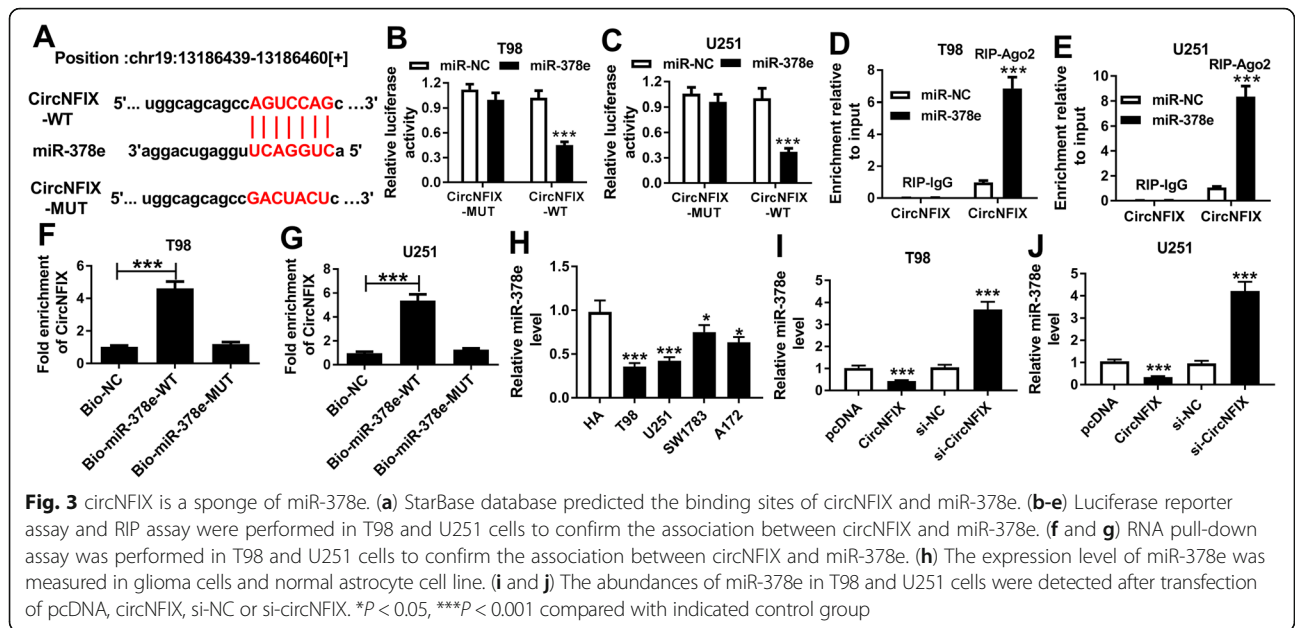 A
Position :chr19:13186439-13186460[+]
CircNFIX-WT 5'... uggcagcagccAGUCCAGc ...3'
miR-378e 3'aggacugagguUCAGGUCa 5'
CircNFIX-MUT 5'... uggcagcagccGACUACUc ...3'
B
T98
miR-NC miR-378e
Relative luciferase activity
1.5
1.2
0.9
0.6
0.3
0.0
***
CircNFIX-MUT CircNFIX-WT
C
U251
miR-NC miR-378e
Relative luciferase activity
1.5
1.2
0.9
0.6
0.3
0.0
***
CircNFIX-MUT CircNFIX-WT
D
T98
RIP-Ago2
***
miR-NC
miR-378e
Enrichment relative to input
8
6
4
2
0
RIP-IgG
CircNFIX CircNFIX
E
U251
RIP-Ago2
***
miR-NC
miR-378e
Enrichment relative to input
10
8
6
4
2
0
RIP-IgG
CircNFIX CircNFIX
F
T98
***
Fold enrichment of CircNFIX
6
4
2
0
Bio-NC
Bio-miR-378e-WT
Bio-miR-378e-MUT
G
U251
***
Fold enrichment of CircNFIX
8
6
4
2
0
Bio-NC
Bio-miR-378e-WT
Bio-miR-378e-MUT
H
Relative miR-378e level
1.5
1.0
0.5
0.0
*** *** * *
HA
T98
U251
SW1783
A172
I
T98
Relative miR-378e level
5
4
3
2
1
0
*** ***
pcDNA
CircNFIX
si-NC
si-CircNFIX
J
U251
Relative miR-378e level
5
4
3
2
1
0
*** ***
pcDNA
CircNFIX
si-NC
si-CircNFIX
Fig. 3 circNFIX is a sponge of miR-378e. (a) StarBase database predicted the binding sites of circNFIX and miR-378e. (b-e) Luciferase reporter
assay and RIP assay were performed in T98 and U251 cells to confirm the association between circNFIX and miR-378e. (f and g) RNA pull-down
assay was performed in T98 and U251 cells to confirm the association between circNFIX and miR-378e. (h) The expression level of miR-378e was
measured in glioma cells and normal astrocyte cell line. (i and j) The abundances of miR-378e in T98 and U251 cells were detected after transfection
of pcDNA, circNFIX, si-NC or si-circNFIX. *P < 0.05, ***P < 0.001 compared with indicated control group